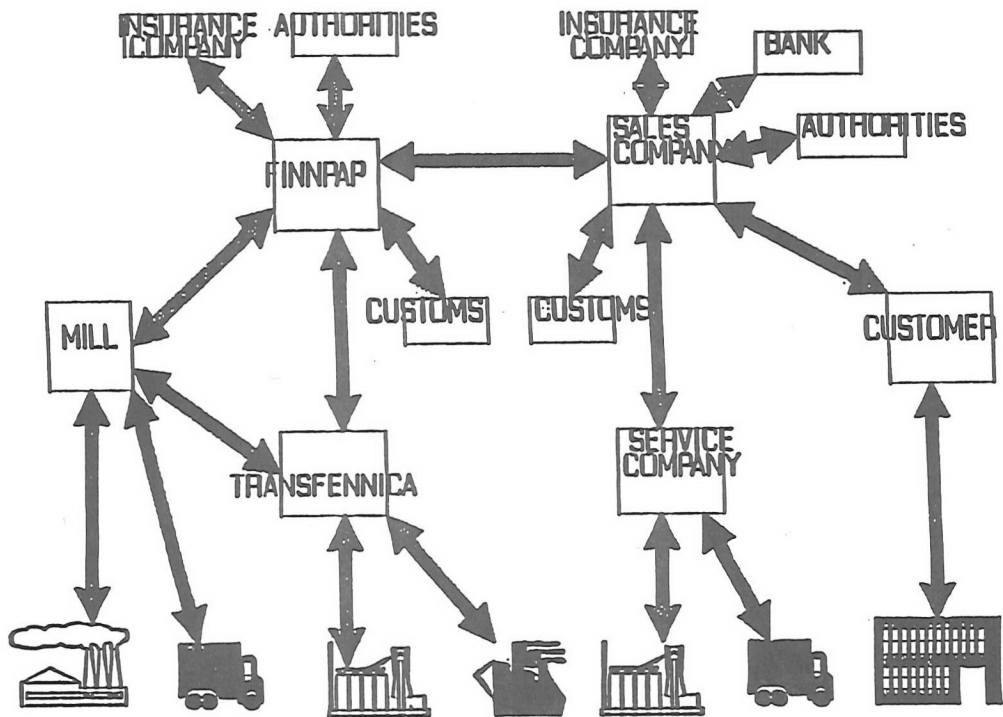 INSURANCE
COMPANY
AUTHORITIES
INSURANCE
COMPANY
BANK
SALES
COMPANY
AUTHORITIES
FINNPAP
CUSTOMS
CUSTOMS
MILL
CUSTOMER
SERVICE
COMPANY
TRANSFENNICA